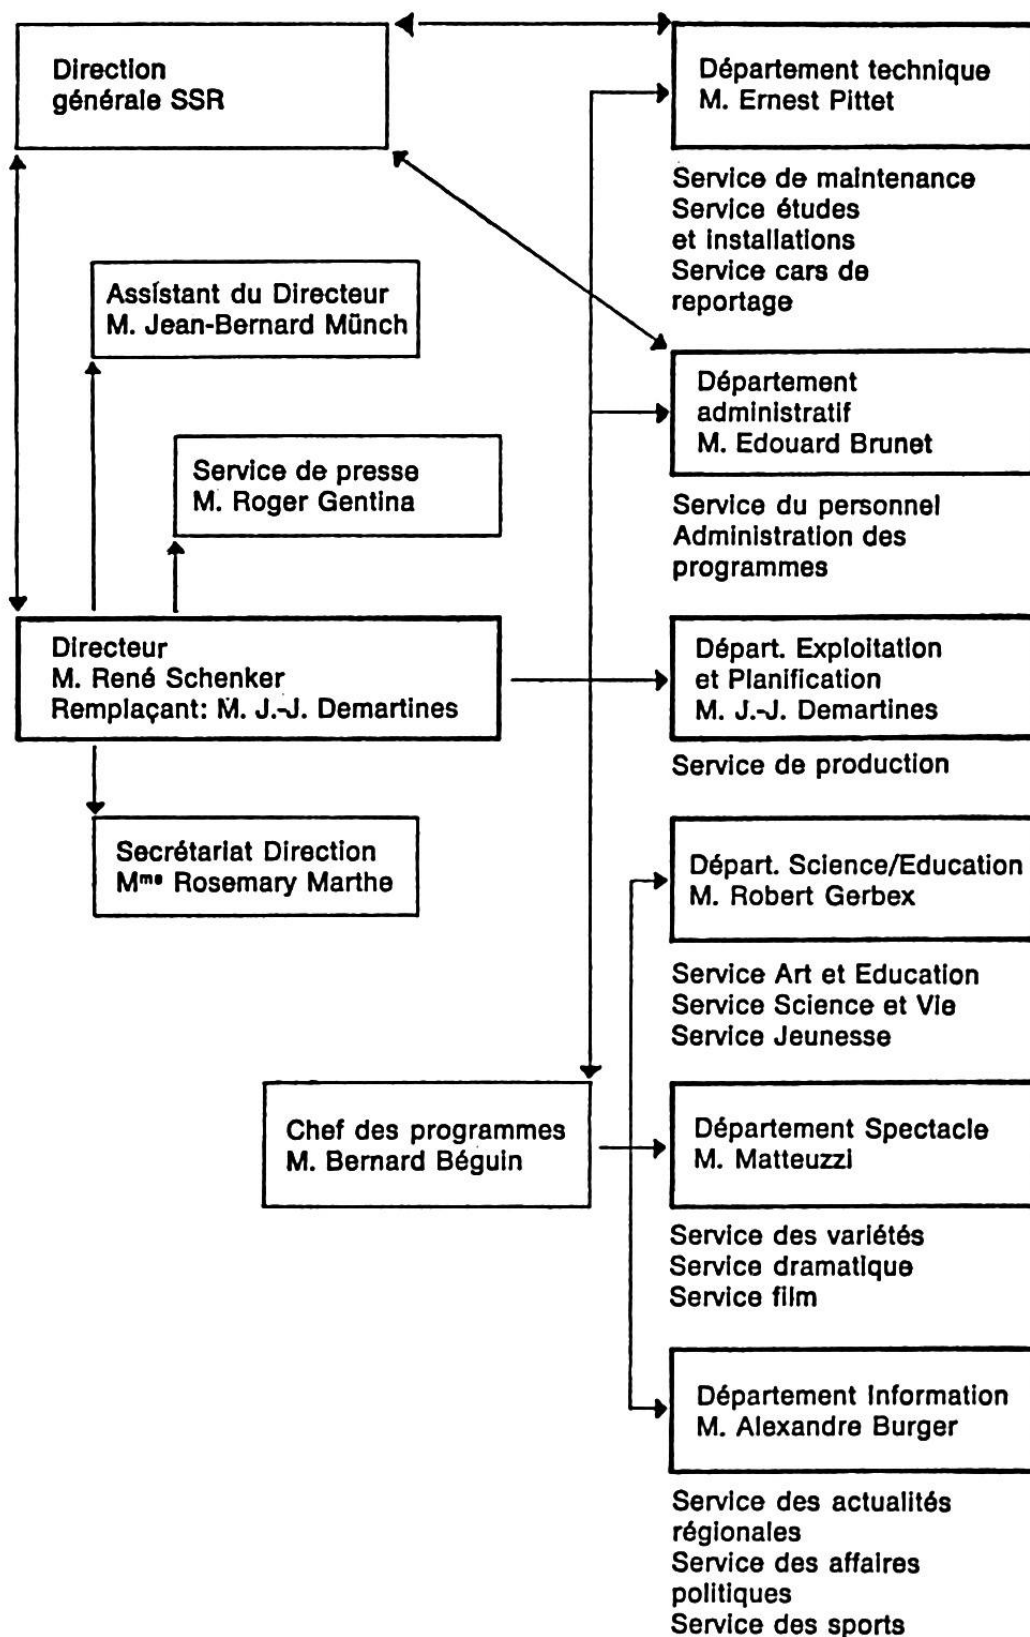 Direction
générale SSR
Département technique
M. Ernest Pittet
Service de maintenance
Service études
et installations
Service cars de
reportage
Assistant du Directeur
M. Jean-Bernard Münch
Département
administratif
M. Edouard Brunet
Service de presse
M. Roger Gentina
Service du personnel
Administration des
programmes
Directeur
M. René Schenker
Remplaçant: M. J.-J. Demartines
Départ. Exploitation
et Planification
M. J.-J. Demartines
Service de production
Secrétariat Direction
Mme Rosemary Marthe
Départ. Science/Education
M. Robert Gerbex
Service Art et Education
Service Science et Vie
Service Jeunesse
Chef des programmes
M. Bernard Béguin
Département Spectacle
M. Matteuzzi
Service des variétés
Service dramatique
Service film
Département Information
M. Alexandre Burger
Service des actualités
régionales
Service des affaires
politiques
Service des sports